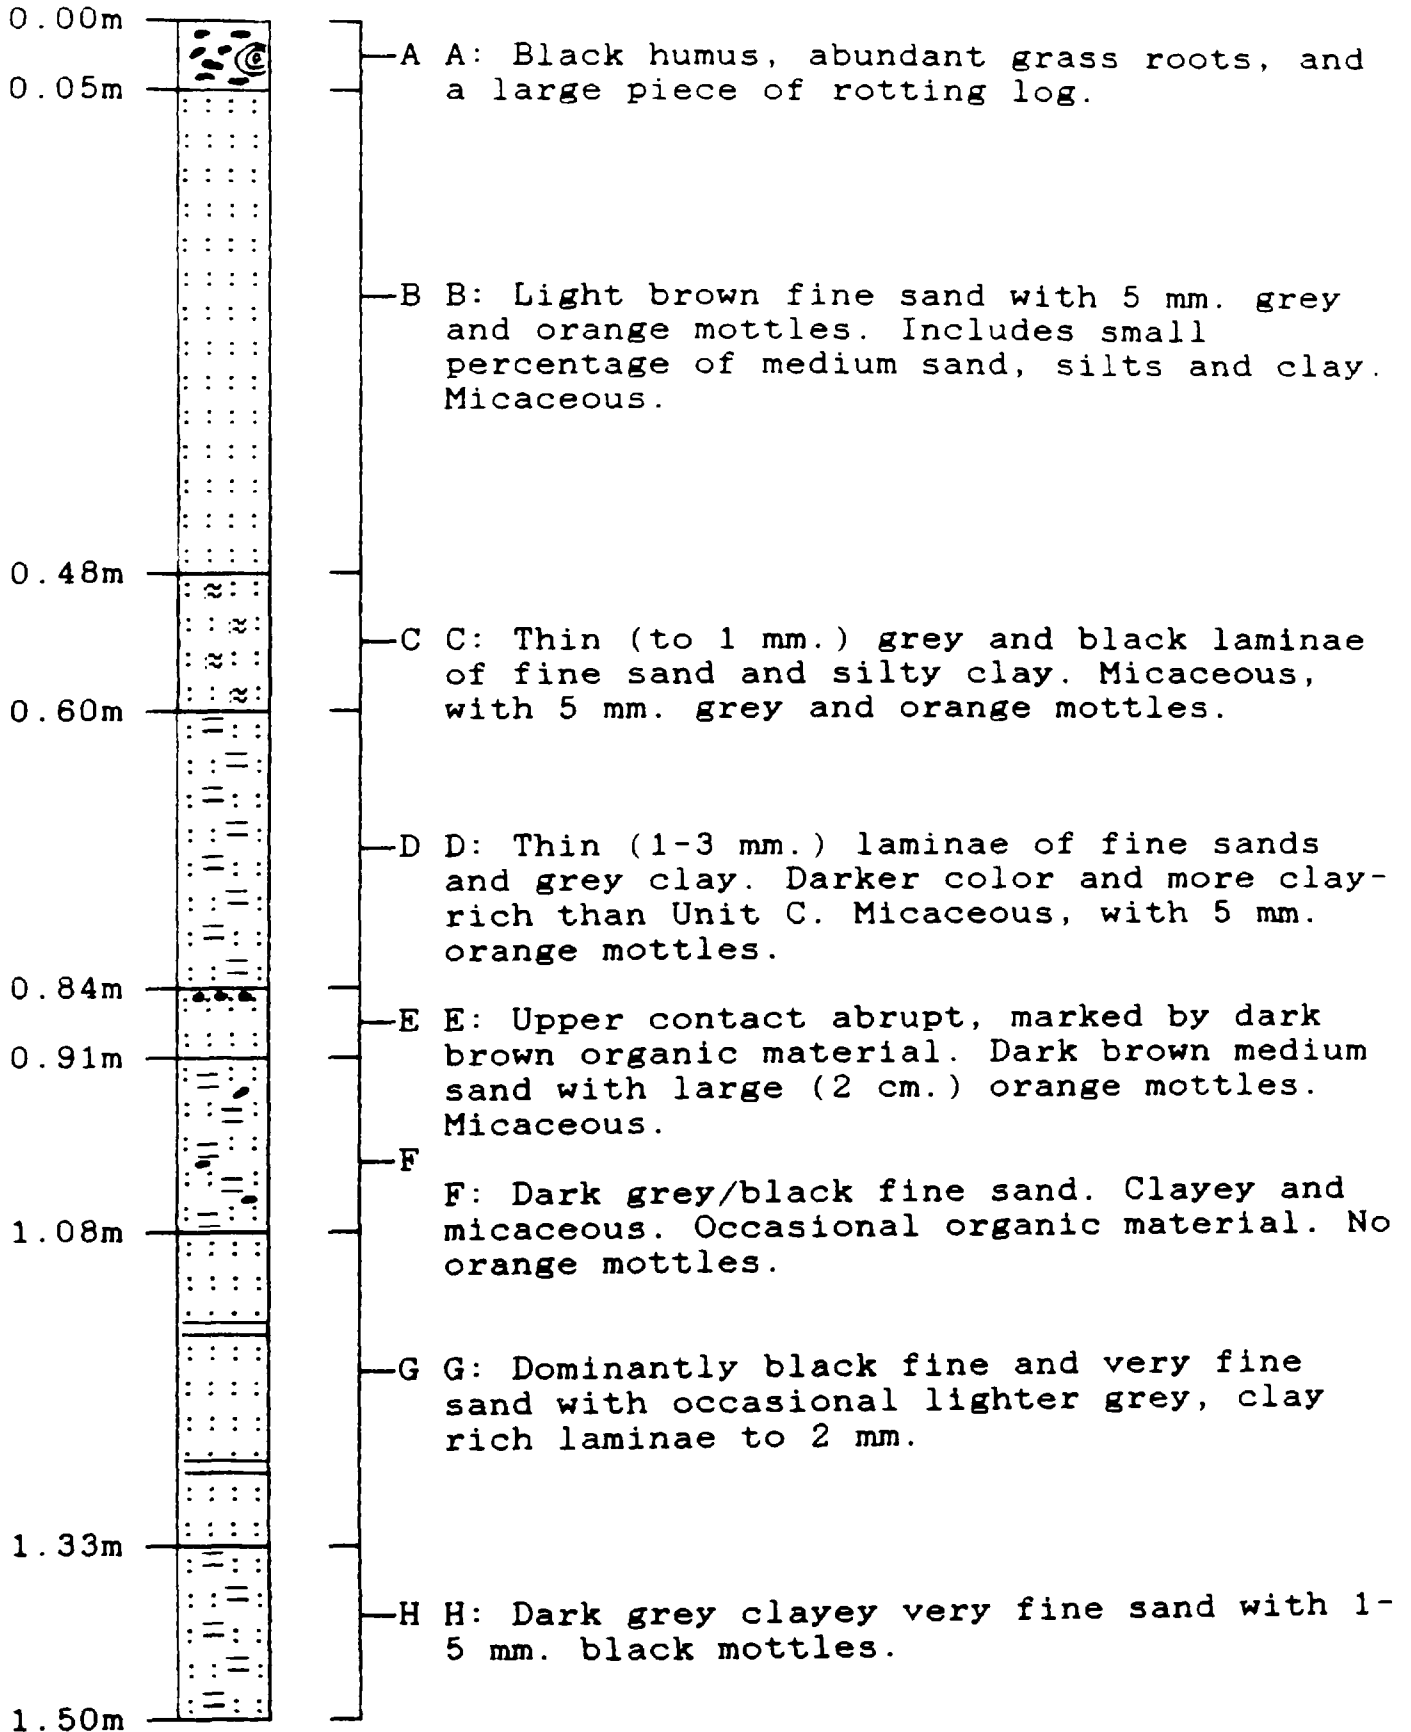 0.00m
A A: Black humus, abundant grass roots, and
0.05m a large piece of rotting log.
B B: Light brown fine sand with 5 mm. grey
and orange mottles. Includes small
percentage of medium sand, silts and clay.
Micaceous.
0.48m
C C: Thin (to 1 mm.) grey and black laminae
of fine sand and silty clay. Micaceous,
0.60m with 5 mm. grey and orange mottles.
D D: Thin (1-3 mm.) laminae of fine sands
and grey clay. Darker color and more clay-
rich than Unit C. Micaceous, with 5 mm.
orange mottles.
0.84m
E E: Upper contact abrupt, marked by dark
0.91m brown organic material. Dark brown medium
sand with large (2 cm.) orange mottles.
Micaceous.
F
F: Dark grey/black fine sand. Clayey and
1.08m micaceous. Occasional organic material. No
orange mottles.
G G: Dominantly black fine and very fine
sand with occasional lighter grey, clay
rich laminae to 2 mm.
1.33m
H H: Dark grey clayey very fine sand with 1-
5 mm. black mottles.
1.50m